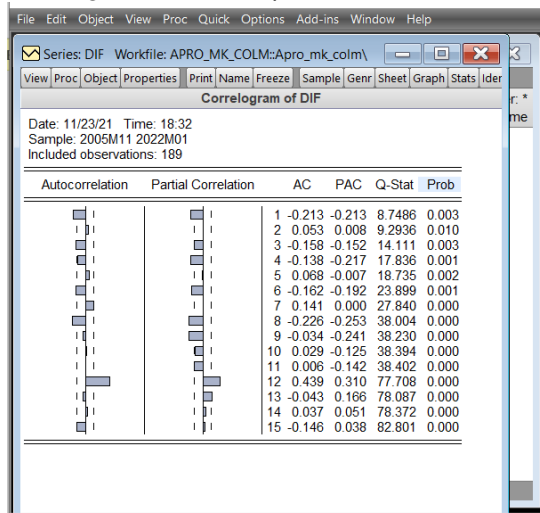 File Edit Object View Proc Quick Options Add-ins Window Help
Series: DIF Workfile: APRO_MK_COLM::Apro_mk_colm\
View Proc Object Properties Print Name Freeze Sample Genr Sheet Graph Stats Iden
Correlogram of DIF
r: *
me
Date: 11/23/21 Time: 18:32
Sample: 2005M11 2022M01
Included observations: 189
Autocorrelation Partial Correlation AC PAC Q-Stat Prob
1 -0.213 -0.213 8.7486 0.003
2 0.053 0.008 9.2936 0.010
3 -0.158 -0.152 14.111 0.003
4 -0.138 -0.217 17.836 0.001
5 0.068 -0.007 18.735 0.002
6 -0.162 -0.192 23.899 0.001
7 0.141 0.000 27.840 0.000
8 -0.226 -0.253 38.004 0.000
9 -0.034 -0.241 38.230 0.000
10 0.029 -0.125 38.394 0.000
11 0.006 -0.142 38.402 0.000
12 0.439 0.310 77.708 0.000
13 -0.043 0.166 78.087 0.000
14 0.037 0.051 78.372 0.000
15 -0.146 0.038 82.801 0.000